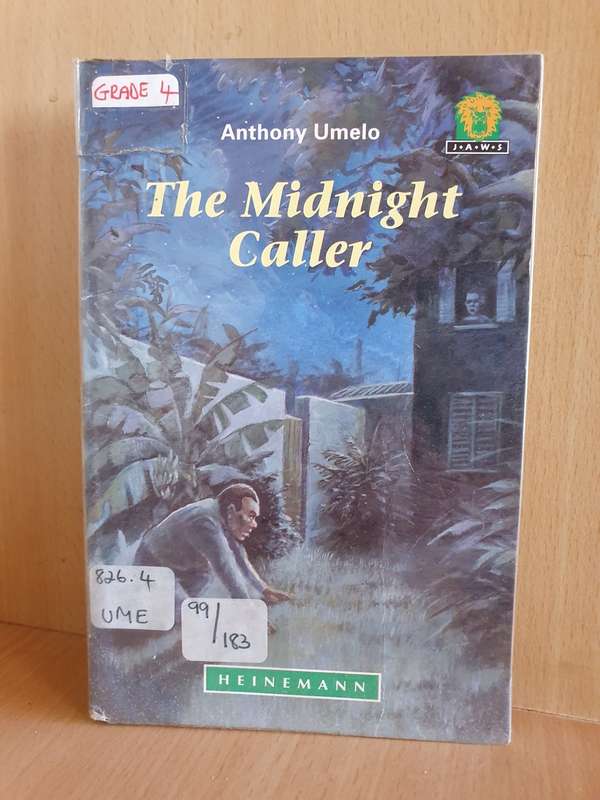 GRADE 4
Anthony Umelo
J•A•W•S
The Midnight
Caller
826.4
UME
99/183
HEINEMANN